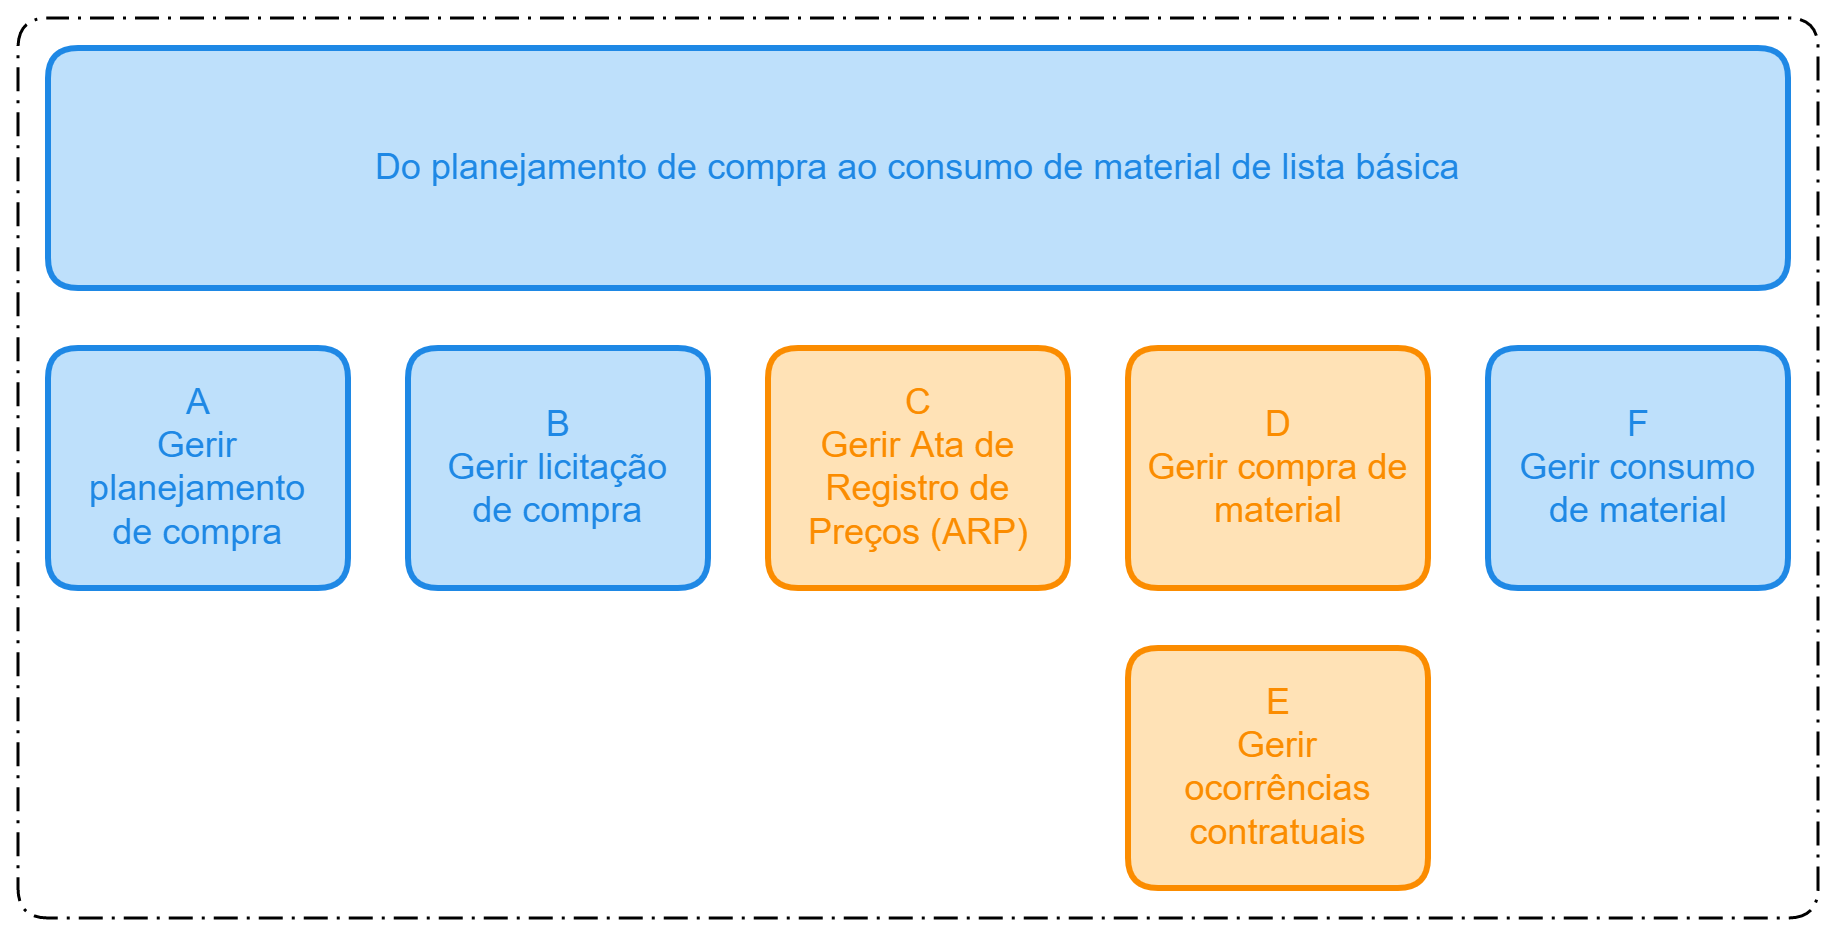 Do planejamento de compra ao consumo de material de lista básica
A
Gerir
planejamento
de compra
B
Gerir licitação
de compra
C
Gerir Ata de
Registro de
Preços (ARP)
D
Gerir compra de
material
F
Gerir consumo
de material
E
Gerir
ocorrências
contratuais